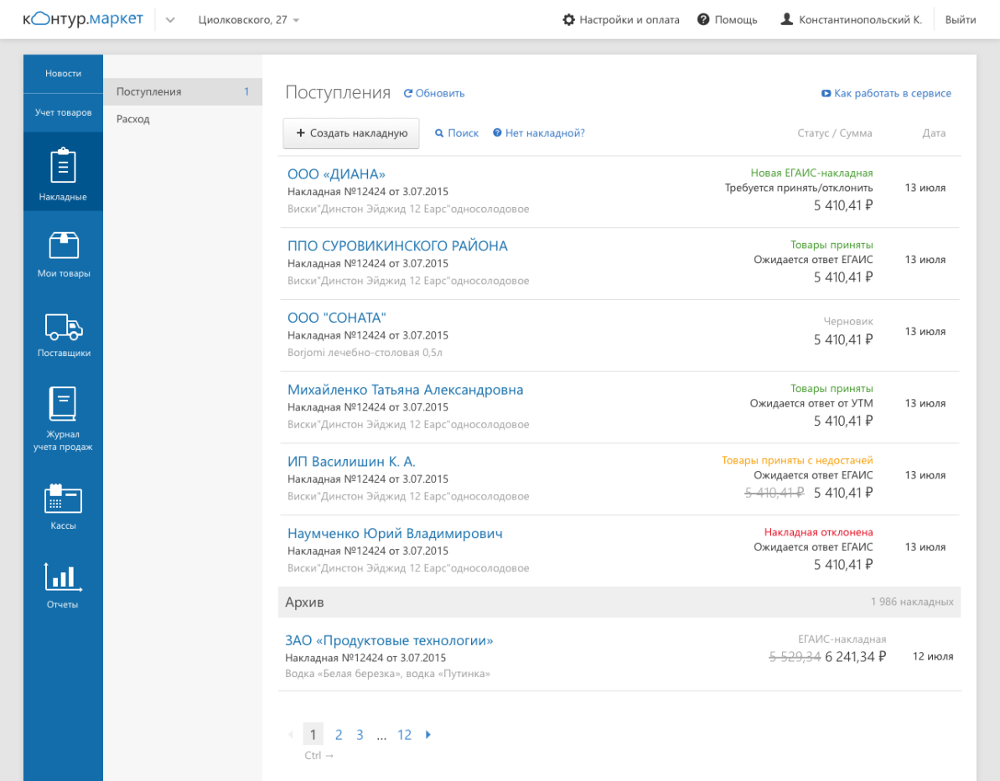 контур.маркет
Циолковского, 27
Настройки и оплата
Помощь
Константинопольский К.
Выйти
Новости
Учет товаров
Накладные
Мои товары
Поставщики
Журнал
учета продаж
Кассы
Отчеты
Поступления 1
Расход
Поступления
Обновить
Как работать в сервисе
+ Создать накладную
Поиск
Нет накладной?
Статус / Сумма
Дата
ООО «ДИАНА»
Накладная №12424 от 3.07.2015
Виски"Динстон Эйджид 12 Еарс"односолодовое
Новая ЕГАИС-накладная
Требуется принять/отклонить
5 410,41 ₽
13 июля
ППО СУРОВИКИНСКОГО РАЙОНА
Накладная №12424 от 3.07.2015
Виски"Динстон Эйджид 12 Еарс"односолодовое
Товары приняты
Ожидается ответ ЕГАИС
5 410,41 ₽
13 июля
ООО "СОНАТА"
Накладная №12424 от 3.07.2015
Borjomi лечебно-столовая 0,5л
Черновик
5 410,41 ₽
13 июля
Михайленко Татьяна Александровна
Накладная №12424 от 3.07.2015
Виски"Динстон Эйджид 12 Еарс"односолодовое
Товары приняты
Ожидается ответ от УТМ
5 410,41 ₽
13 июля
ИП Василишин К. А.
Накладная №12424 от 3.07.2015
Виски"Динстон Эйджид 12 Еарс"односолодовое
Товары приняты с недостачей
Ожидается ответ ЕГАИС
5 410,41 ₽ 5 410,41 ₽
13 июля
Наумченко Юрий Владимирович
Накладная №12424 от 3.07.2015
Виски"Динстон Эйджид 12 Еарс"односолодовое
Накладная отклонена
Ожидается ответ ЕГАИС
5 410,41 ₽
13 июля
Архив
1 986 накладных
ЗАО «Продуктовые технологии»
Накладная №12424 от 3.07.2015
Водка «Белая березка», водка «Путинка»
ЕГАИС-накладная
5 529,34 6 241,34 ₽
12 июля
1 2 3 ... 12
Ctrl →